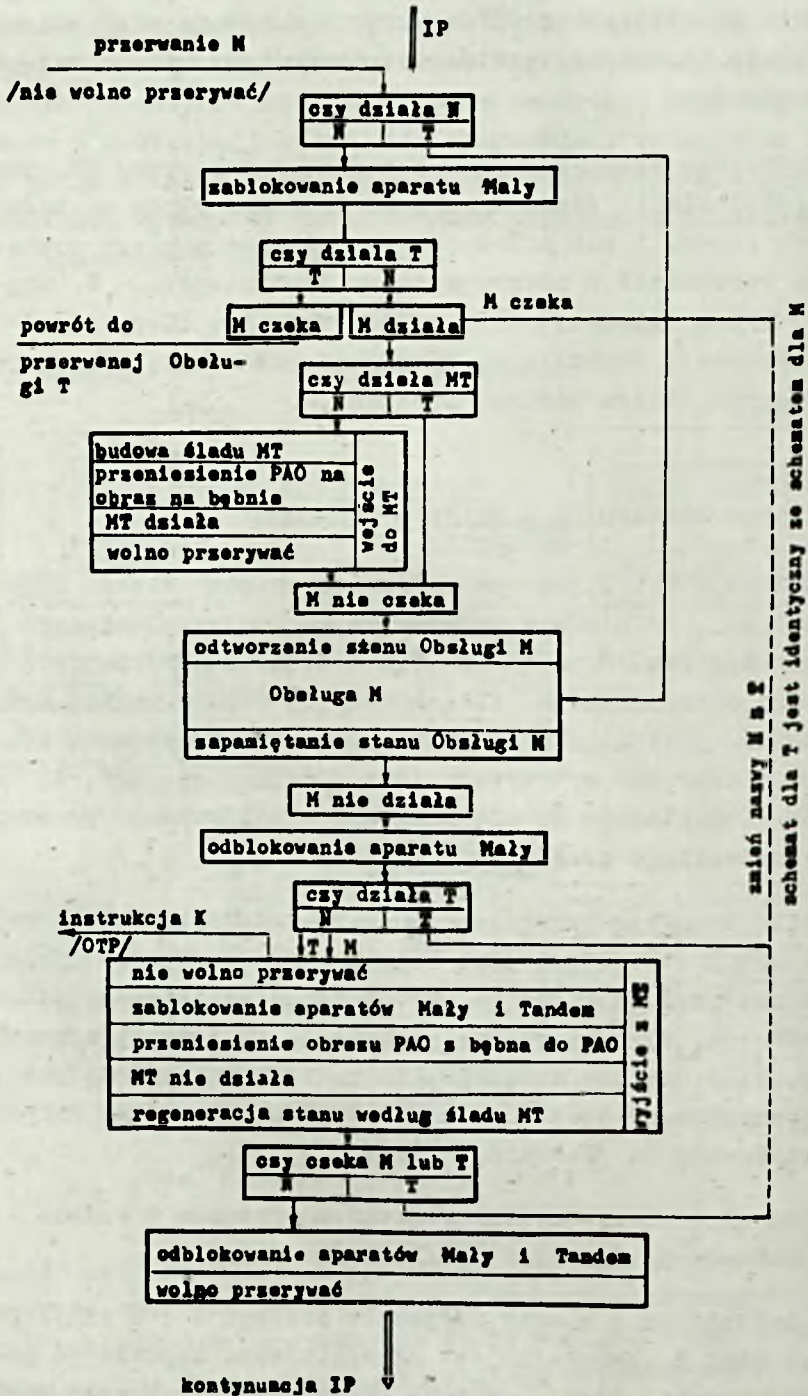 IP
przerwanie M
/nie wolno przerywać/
czy działa N
N | T
zablokowanie aparatu Mały
czy działa T
T | N
M czeka
M działa
M czeka
powrót do
przerwanej Obsłu-
gi T
czy działa MT
N | T
budowa śladu MT
przeniesienie PAO na
obraz na bębnie
MT działa
wolno przerywać
wejście
do MT
M nie czeka
odtworzenie stanu Obsługi M
Obsługa M
zapamiętanie stanu Obsługi M
M nie działa
odblokowanie aparatu Mały
czy działa T
N | T
instrukcja K
/OTP/
T M
nie wolno przerywać
zablokowanie aparatów Mały i Tandem
przeniesienie obrazu PAO z bębna do PAO
MT nie działa
regeneracja stanu według śladu MT
wyjście z MT
czy czeka M lub T
N | T
odblokowanie aparatów Mały i Tandem
wolno przerywać
kontynuacja IP
zmień nazwy M z T
schemat dla T jest identyczny ze schematem dla M